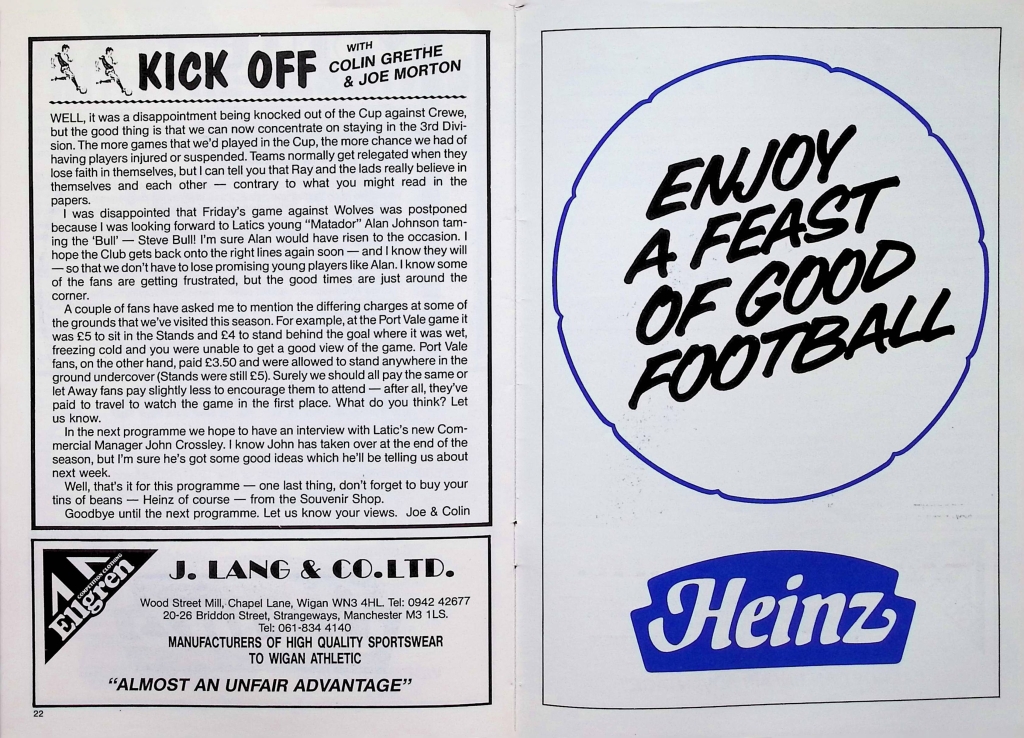 KICK OFF
WITH
COLIN GRETHE
& JOE MORTON
WELL, it was a disappointment being knocked out of the Cup against Crewe,
but the good thing is that we can now concentrate on staying in the 3rd Divi-
sion. The more games that we'd played in the Cup, the more chance we had of
having players injured or suspended. Teams normally get relegated when they
lose faith in themselves, but I can tell you that Ray and the lads really believe in
themselves and each other — contrary to what you might read in the
papers.
I was disappointed that Friday's game against Wolves was postponed
because I was looking forward to Latics young "Matador" Alan Johnson tam-
ing the 'Bull' — Steve Bull! I'm sure Alan would have risen to the occasion. I
hope the Club gets back onto the right lines again soon — and I know they will
— so that we don't have to lose promising young players like Alan. I know some
of the fans are getting frustrated, but the good times are just around the
corner.
A couple of fans have asked me to mention the differing charges at some of
the grounds that we've visited this season. For example, at the Port Vale game it
was £5 to sit in the Stands and £4 to stand behind the goal where it was wet,
freezing cold and you were unable to get a good view of the game. Port Vale
fans, on the other hand, paid £3.50 and were allowed to stand anywhere in the
ground undercover (Stands were still £5). Surely we should all pay the same or
let Away fans pay slightly less to encourage them to attend — after all, they've
paid to travel to watch the game in the first place. What do you think? Let
us know.
In the next programme we hope to have an interview with Latic's new Com-
mercial Manager John Crossley. I know John has taken over at the end of the
season, but I'm sure he's got some good ideas which he'll be telling us about
next week.
Well, that's it for this programme — one last thing, don't forget to buy your
tins of beans — Heinz of course — from the Souvenir Shop.
Goodbye until the next programme. Let us know your views. Joe & Colin
COMPETITION CLOTHING
Ellgren
J. LANG & CO. LTD.
Wood Street Mill, Chapel Lane, Wigan WN3 4HL. Tel: 0942 42677
20-26 Briddon Street, Strangeways, Manchester M3 1LS.
Tel: 061-834 4140
MANUFACTURERS OF HIGH QUALITY SPORTSWEAR
TO WIGAN ATHLETIC
"ALMOST AN UNFAIR ADVANTAGE"
22
ENJOY
A FEAST
OF GOOD
FOOTBALL
Heinz